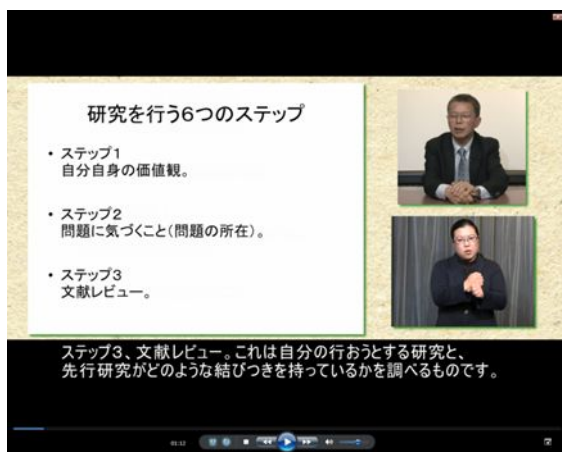 研究を行う6つのステップ
• ステップ1
自分自身の価値観。
• ステップ2
問題に気づくこと(問題の所在)。
• ステップ3
文献レビュー。
ステップ3、文献レビュー。これは自分の行おうとする研究と、
先行研究がどのような結びつきを持っているかを調べるものです。
01:12